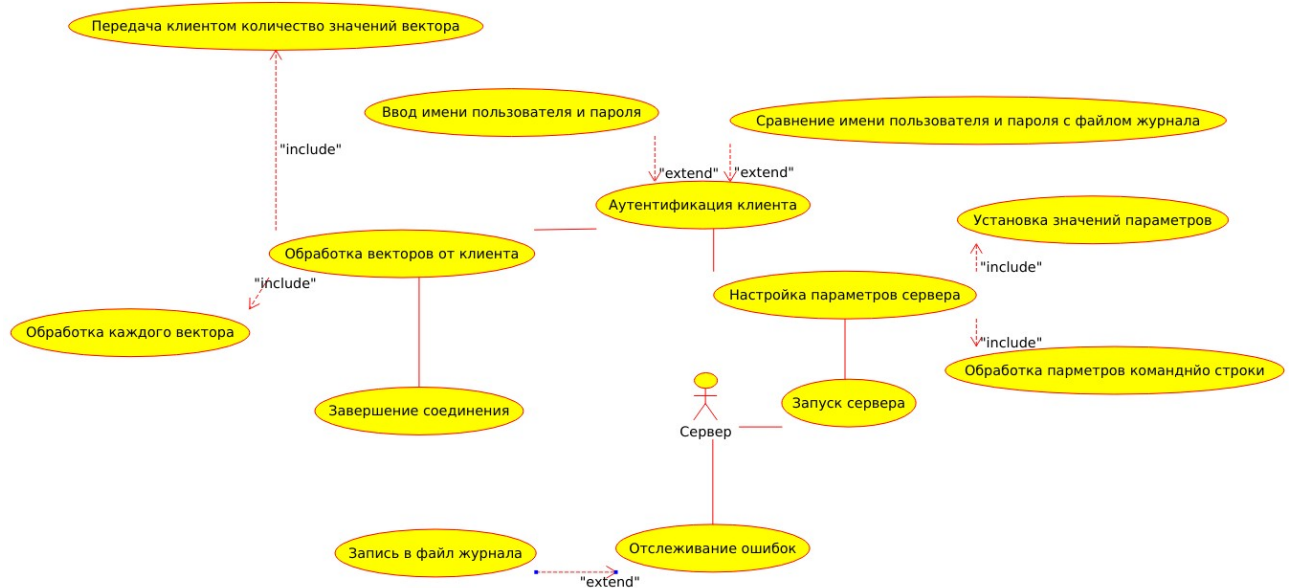 Передача клиентом количество значений вектора
Ввод имени пользователя и пароля
Сравнение имени пользователя и пароля с файлом журнала
"include"
"extend"
"extend"
Аутентификация клиента
Установка значений параметров
Обработка векторов от клиента
"include"
"include"
Настройка параметров сервера
Обработка каждого вектора
"include"
Обработка парметров команднйо строки
Завершение соединения
Запуск сервера
Сервер
Запись в файл журнала
Отслеживание ошибок
"extend"